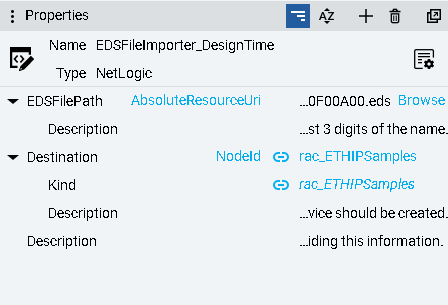 Properties
Name EDSFileImporter_DesignTime
Type NetLogic
EDSFilePath AbsoluteResourceUri ...0F00A00.eds Browse
Description ...st 3 digits of the name.
Destination NodeId rac_ETHIPSamples
Kind rac_ETHIPSamples
Description ...vice should be created.
Description ...iding this information.